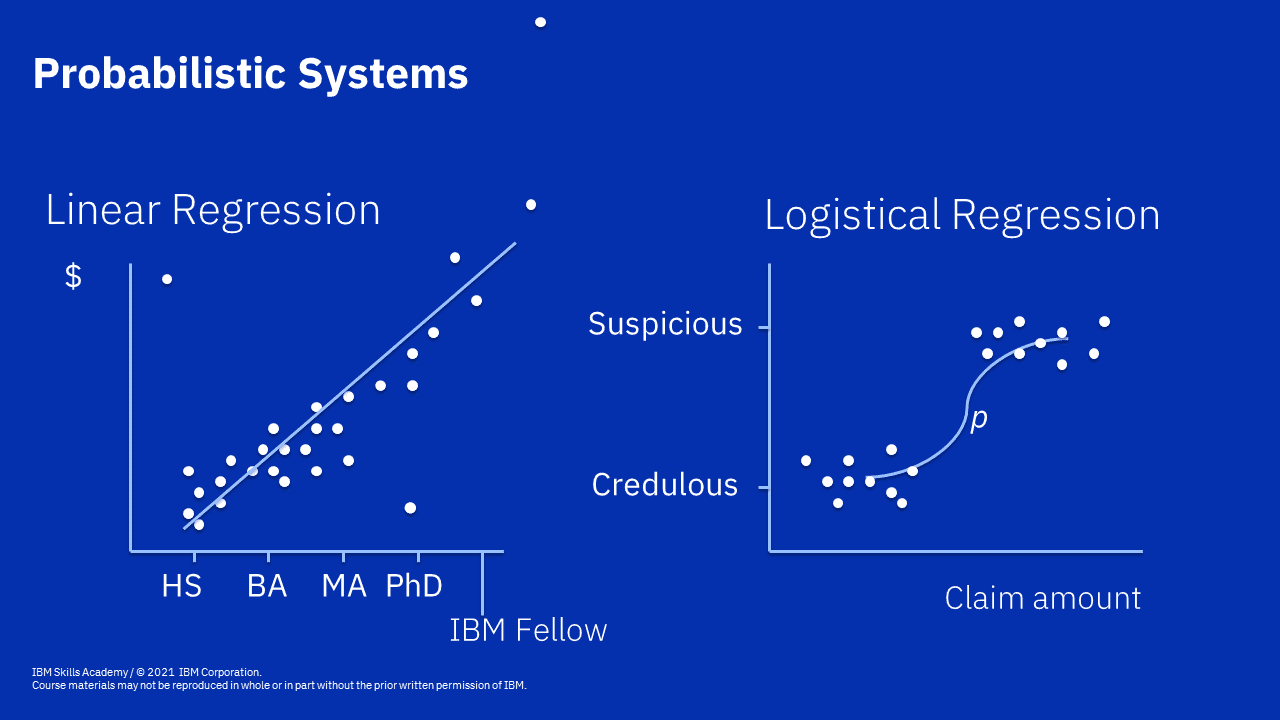 Probabilistic Systems
Linear Regression
$
HS BA MA PhD
IBM Fellow
Logistical Regression
Suspicious
p
Credulous
Claim amount
IBM Skills Academy / © 2021 IBM Corporation.
Course materials may not be reproduced in whole or in part without the prior written permission of IBM.